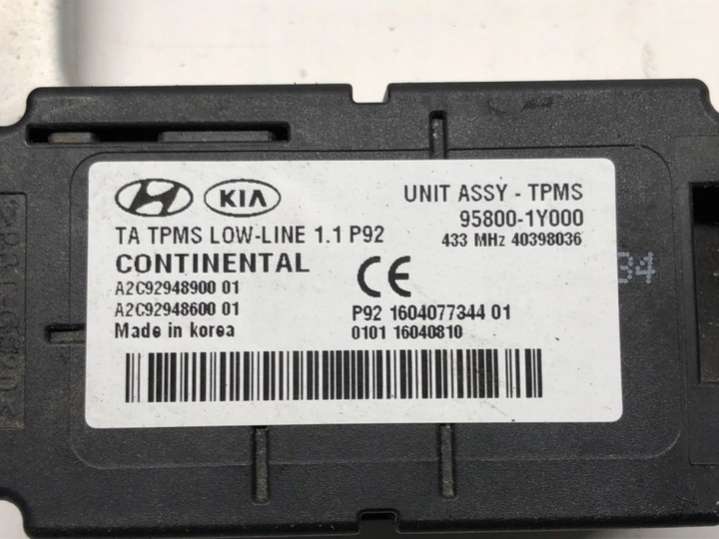 KIA
UNIT ASSY - TPMS
95800-1Y000
TA TPMS LOW-LINE 1.1 P92
433 MHz 40398036
CONTINENTAL
CE
A2C92948900 01
A2C92948600 01
P92 1604077344 01
Made in korea
0101 16040810